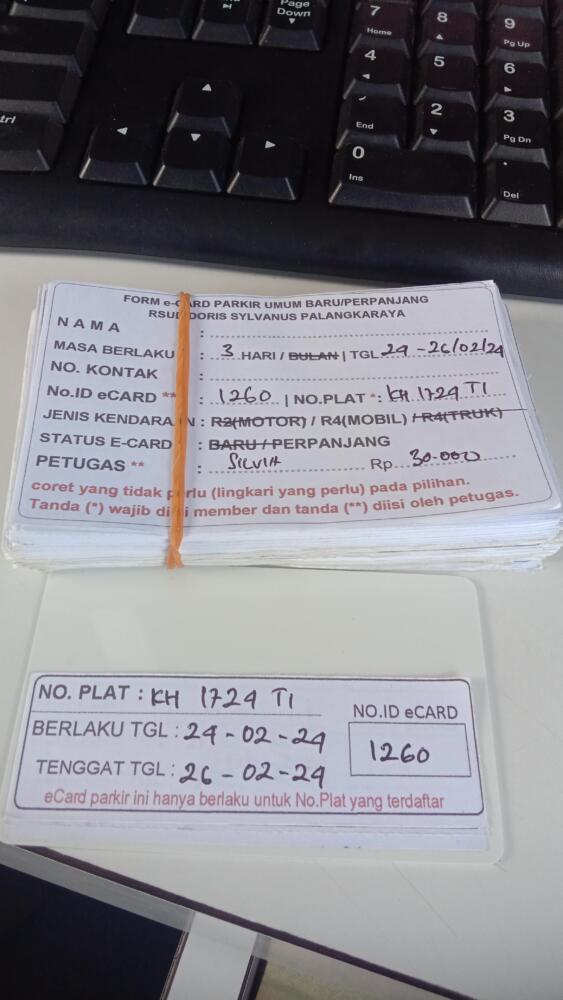 Page
Down
7
Home
8
9
Pg Up
4
5
6
End
2
3
Pg Dn
0
Ins
.
Del
FORM e-CARD PARKIR UMUM BARU/PERPANJANG
RSUD DORIS SYLVANUS PALANGKARAYA
NAMA :
MASA BERLAKU : 3 HARI / BULAN | TGL 24 - 26/02/24
NO. KONTAK :
No.ID eCARD ** : 1260 | NO.PLAT * : KH 1724 TI
JENIS KENDARAAN : R2(MOTOR) / R4(MOBIL) / R4(TRUK)
STATUS E-CARD : BARU / PERPANJANG
PETUGAS ** : SILVIA Rp. 30.000
coret yang tidak perlu (lingkari yang perlu) pada pilihan.
Tanda (*) wajib diisi member dan tanda (**) diisi oleh petugas.
NO. PLAT : KH 1724 TI
BERLAKU TGL : 24 - 02 - 24
TENGGAT TGL : 26 - 02 - 24
NO.ID eCARD
1260
eCard parkir ini hanya berlaku untuk No.Plat yang terdaftar